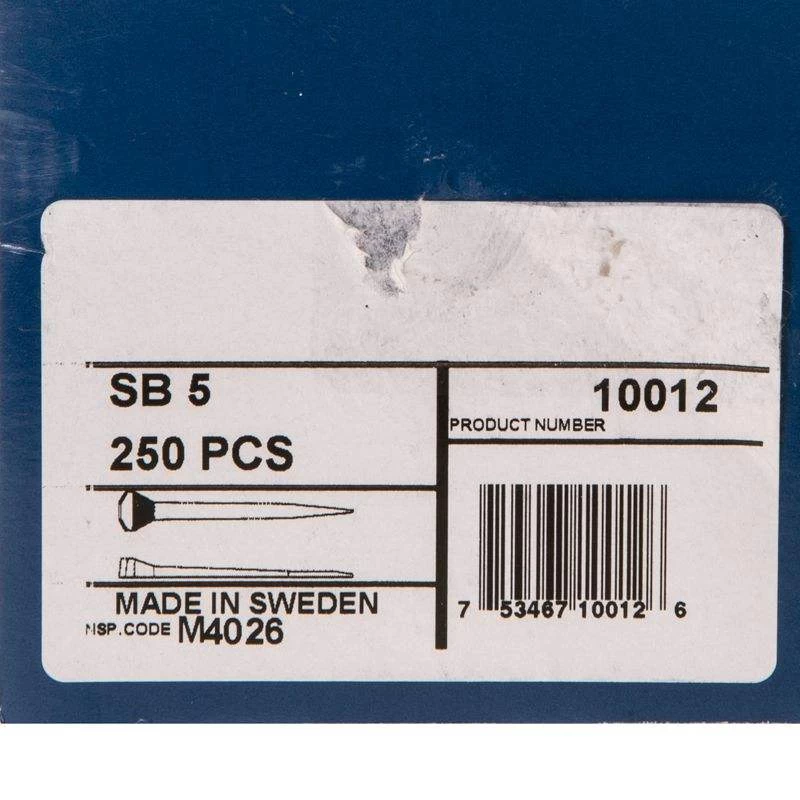 SB 5
250 PCS
10012
PRODUCT NUMBER
MADE IN SWEDEN
NSP.CODE M4026
7 53467 10012 6